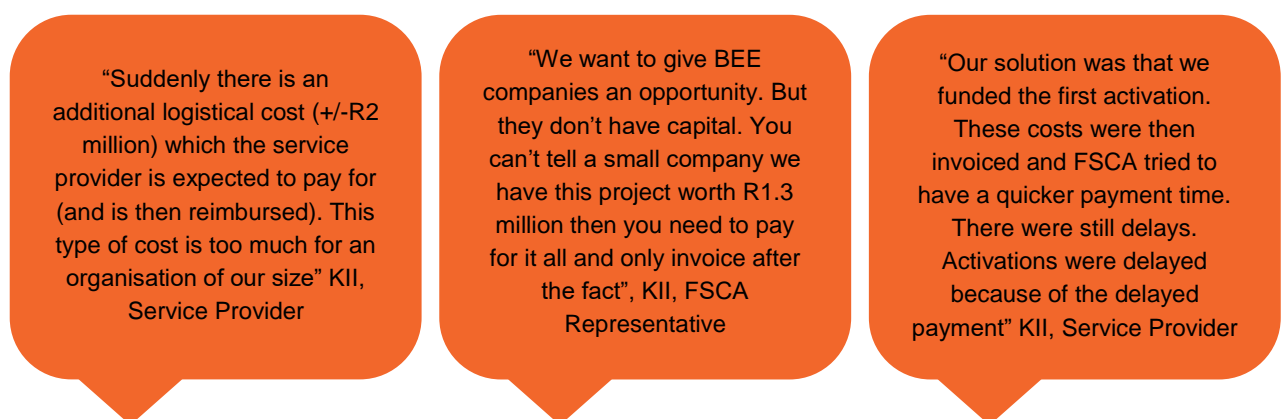 “Suddenly there is an
additional logistical cost (+/-R2
million) which the service
provider is expected to pay for
(and is then reimbursed). This
type of cost is too much for an
organisation of our size” KII,
Service Provider
“We want to give BEE
companies an opportunity. But
they don’t have capital. You
can’t tell a small company we
have this project worth R1.3
million then you need to pay
for it all and only invoice after
the fact”, KII, FSCA
Representative
“Our solution was that we
funded the first activation.
These costs were then
invoiced and FSCA tried to
have a quicker payment time.
There were still delays.
Activations were delayed
because of the delayed
payment” KII, Service Provider